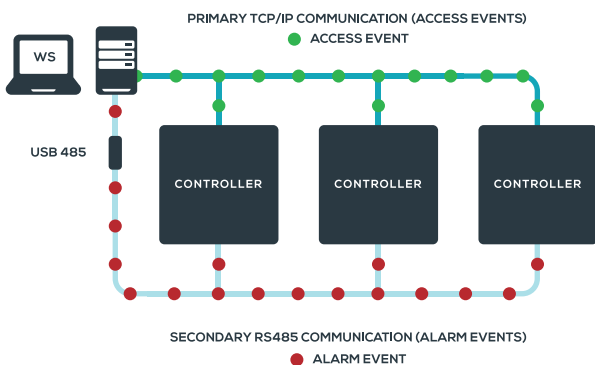 PRIMARY TCP/IP COMMUNICATION (ACCESS EVENTS)
ACCESS EVENT
WS
USB 485
CONTROLLER
CONTROLLER
CONTROLLER
SECONDARY RS485 COMMUNICATION (ALARM EVENTS)
ALARM EVENT